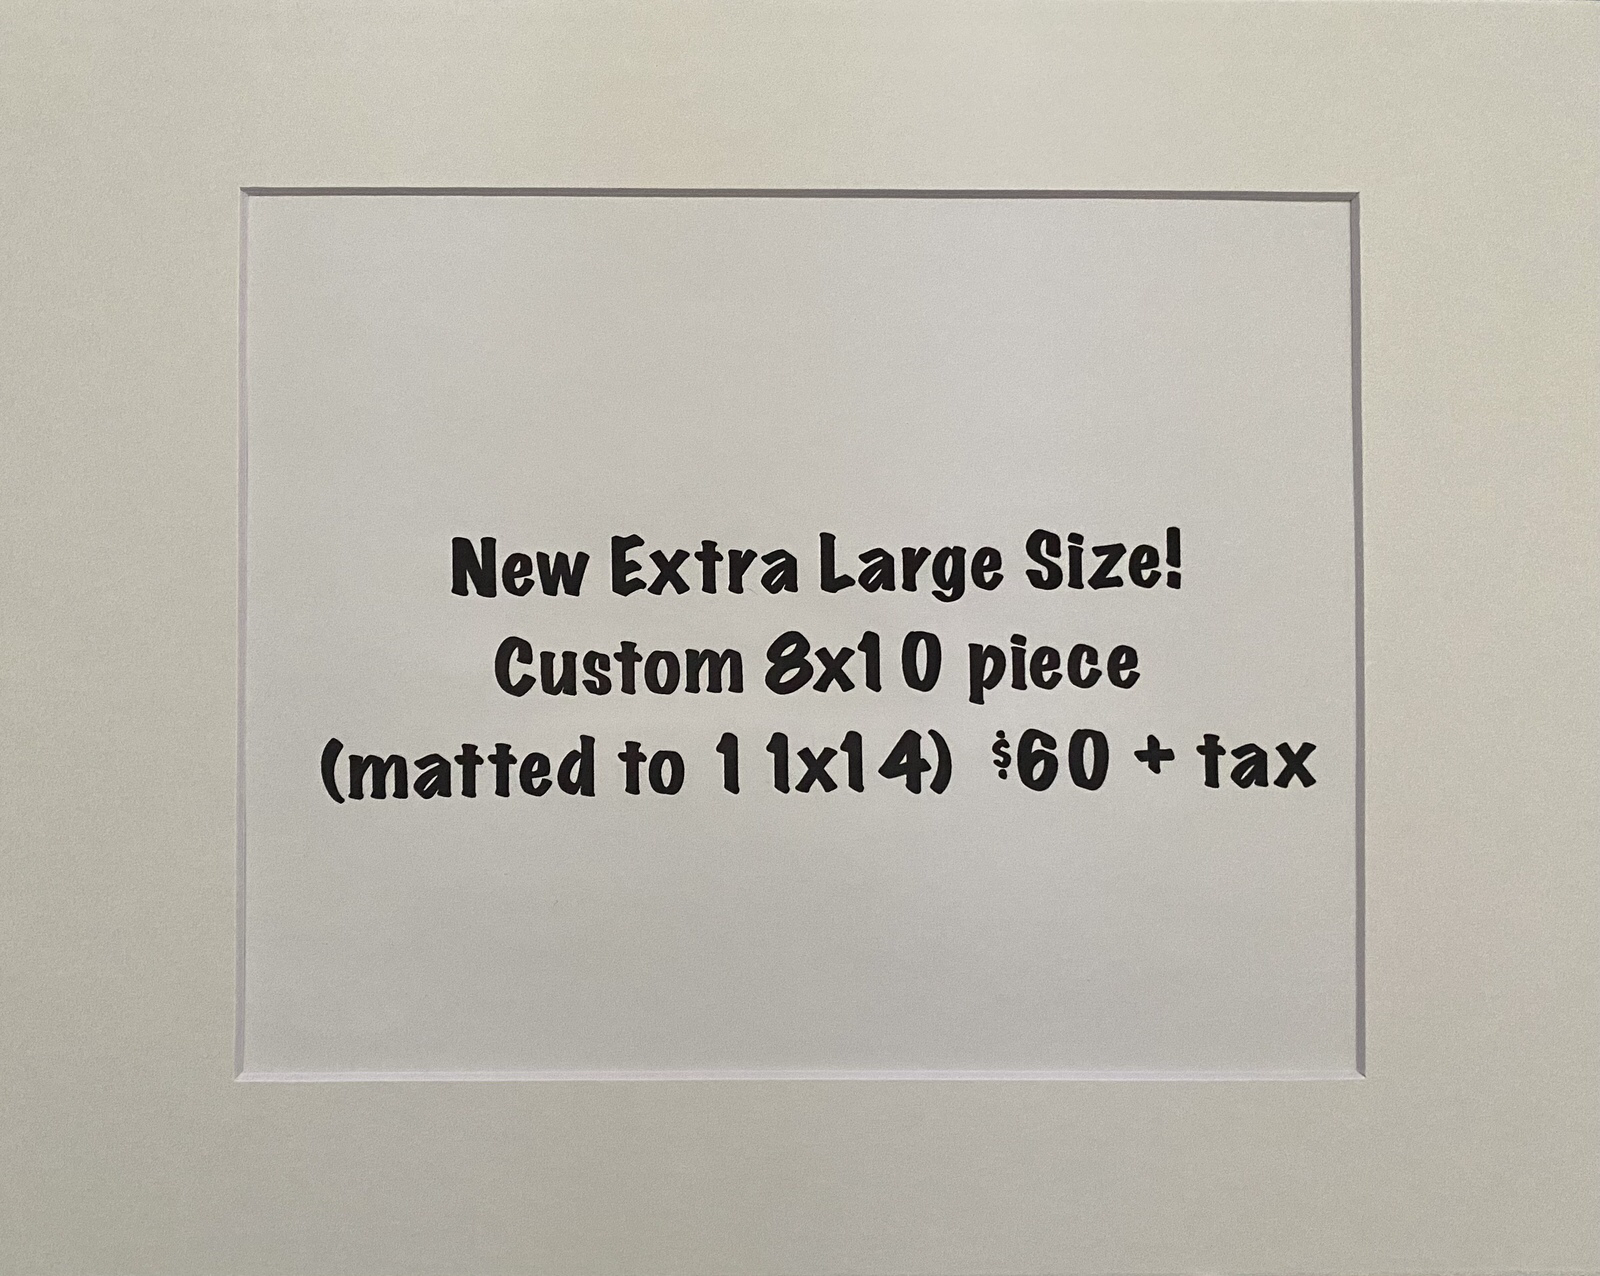 New Extra Large Size!
Custom 8x10 piece
(matted to 11x14) $60 + tax